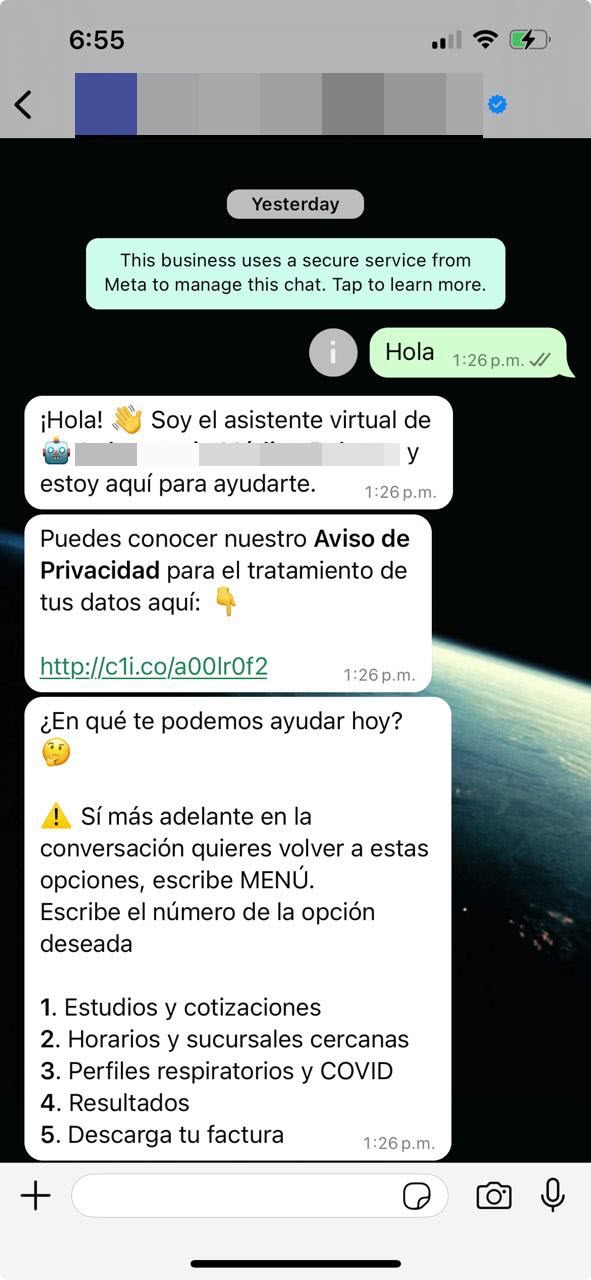 6:55
Yesterday
This business uses a secure service from
Meta to manage this chat. Tap to learn more.
Hola 1:26 p.m.
¡Hola! 👋 Soy el asistente virtual de
🤖 y
estoy aquí para ayudarte. 1:26 p.m.
Puedes conocer nuestro Aviso de
Privacidad para el tratamiento de
tus datos aquí: 👇
http://c1i.co/a00lr0f2 1:26 p.m.
¿En qué te podemos ayudar hoy?
🤔
⚠️ Sí más adelante en la
conversación quieres volver a estas
opciones, escribe MENÚ.
Escribe el número de la opción
deseada
1. Estudios y cotizaciones
2. Horarios y sucursales cercanas
3. Perfiles respiratorios y COVID
4. Resultados
5. Descarga tu factura 1:26 p.m.